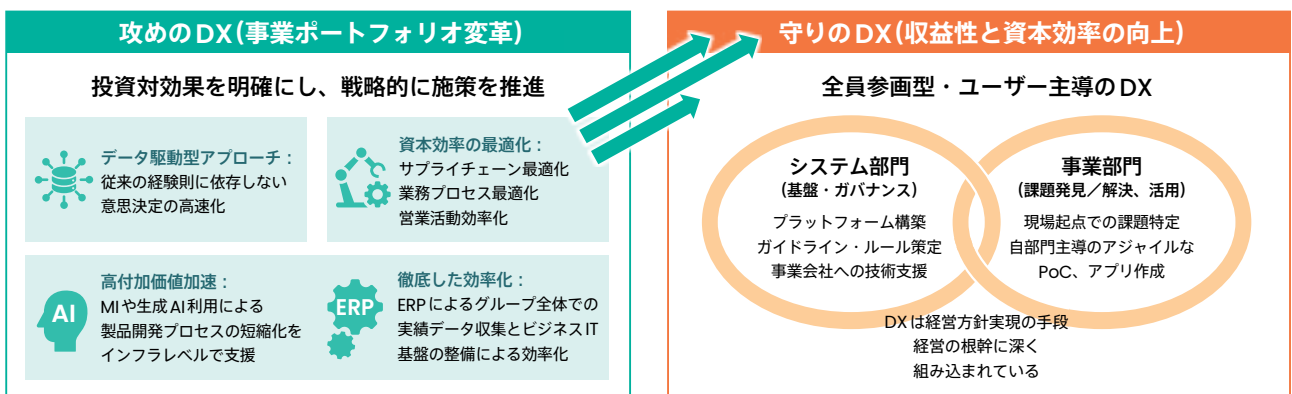 攻めのDX(事業ポートフォリオ変革)
投資対効果を明確にし、戦略的に施策を推進
データ駆動型アプローチ：
従来の経験則に依存しない
意思決定の高速化
資本効率の最適化：
サプライチェーン最適化
業務プロセス最適化
営業活動効率化
AI
高付加価値加速：
MIや生成AI利用による
製品開発プロセスの短縮化を
インフラレベルで支援
ERP
徹底した効率化：
ERPによるグループ全体での
実績データ収集とビジネスIT
基盤の整備による効率化
守りのDX(収益性と資本効率の向上)
全員参画型・ユーザー主導のDX
システム部門
(基盤・ガバナンス)
プラットフォーム構築
ガイドライン・ルール策定
事業会社への技術支援
事業部門
(課題発見／解決、活用)
現場起点での課題特定
自部門主導のアジャイルな
PoC、アプリ作成
DXは経営方針実現の手段
経営の根幹に深く
組み込まれている